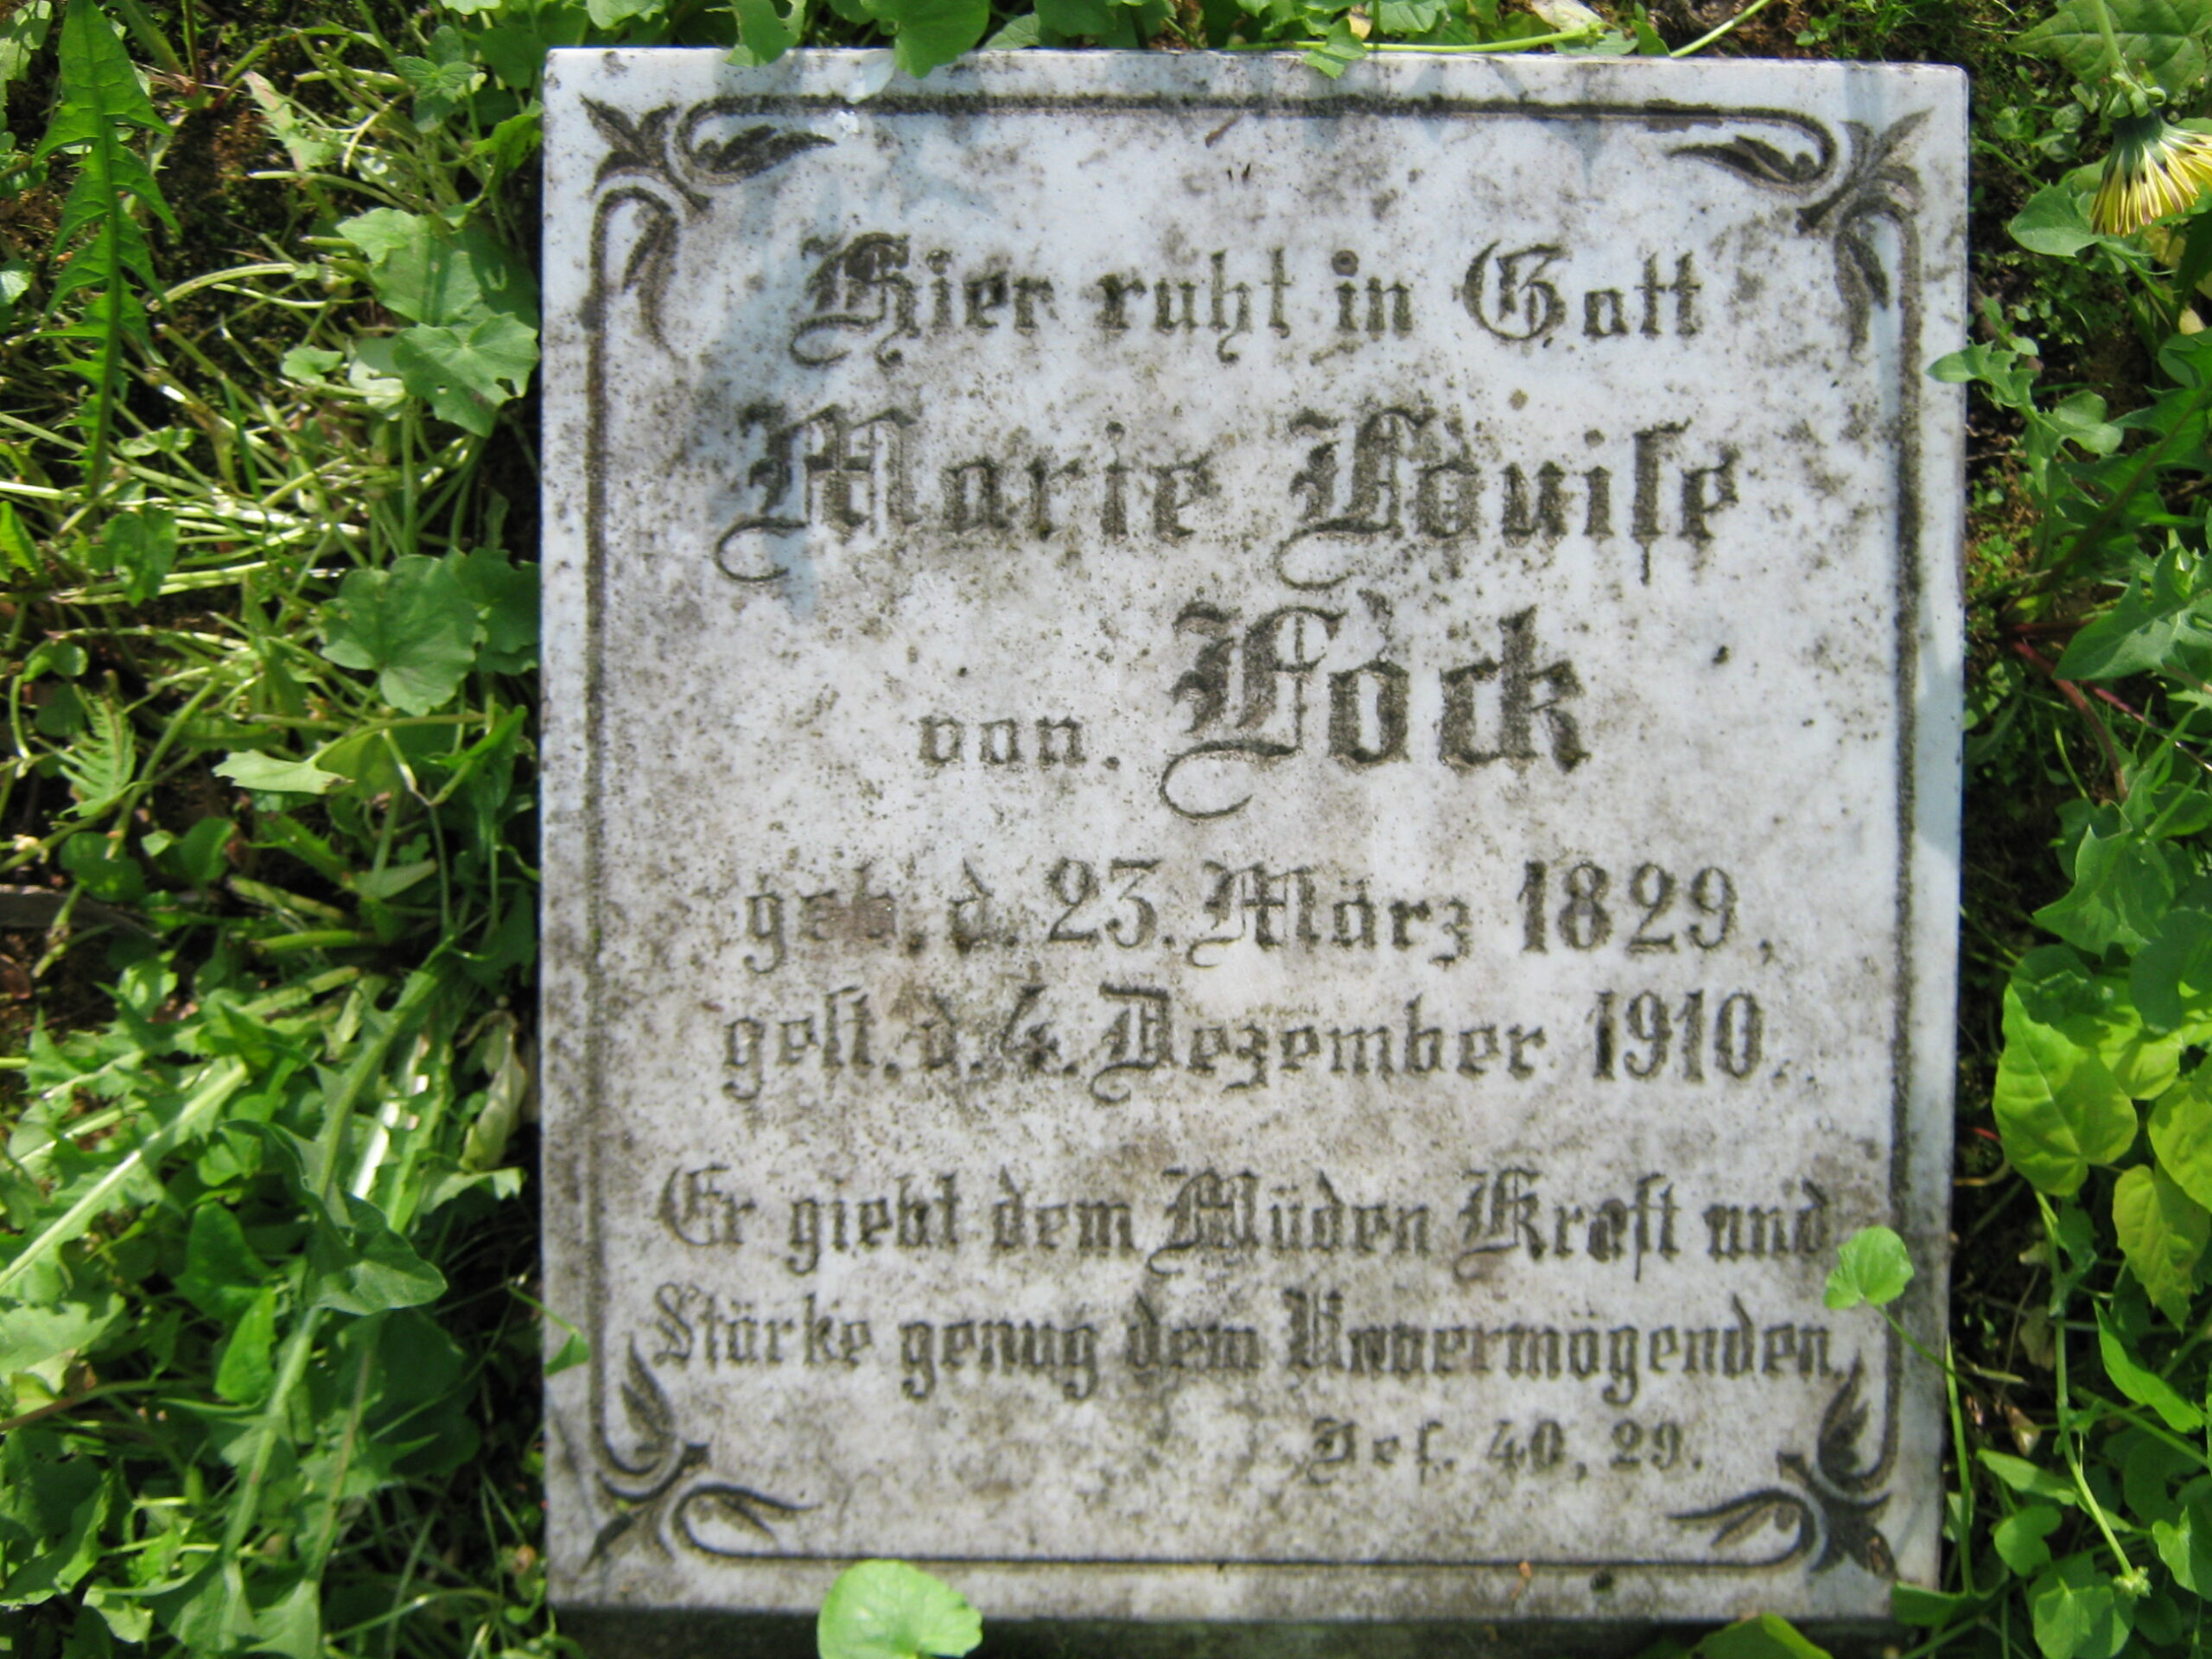 Hier ruht in Gott
Marie Louise
von. Lock
geb. d. 23. März 1829,
gest. d. 4. Dezember 1910.
Er giebt dem Müden Kraft und
Stärke genug dem Unvermögenden.
Jes. 40, 29.